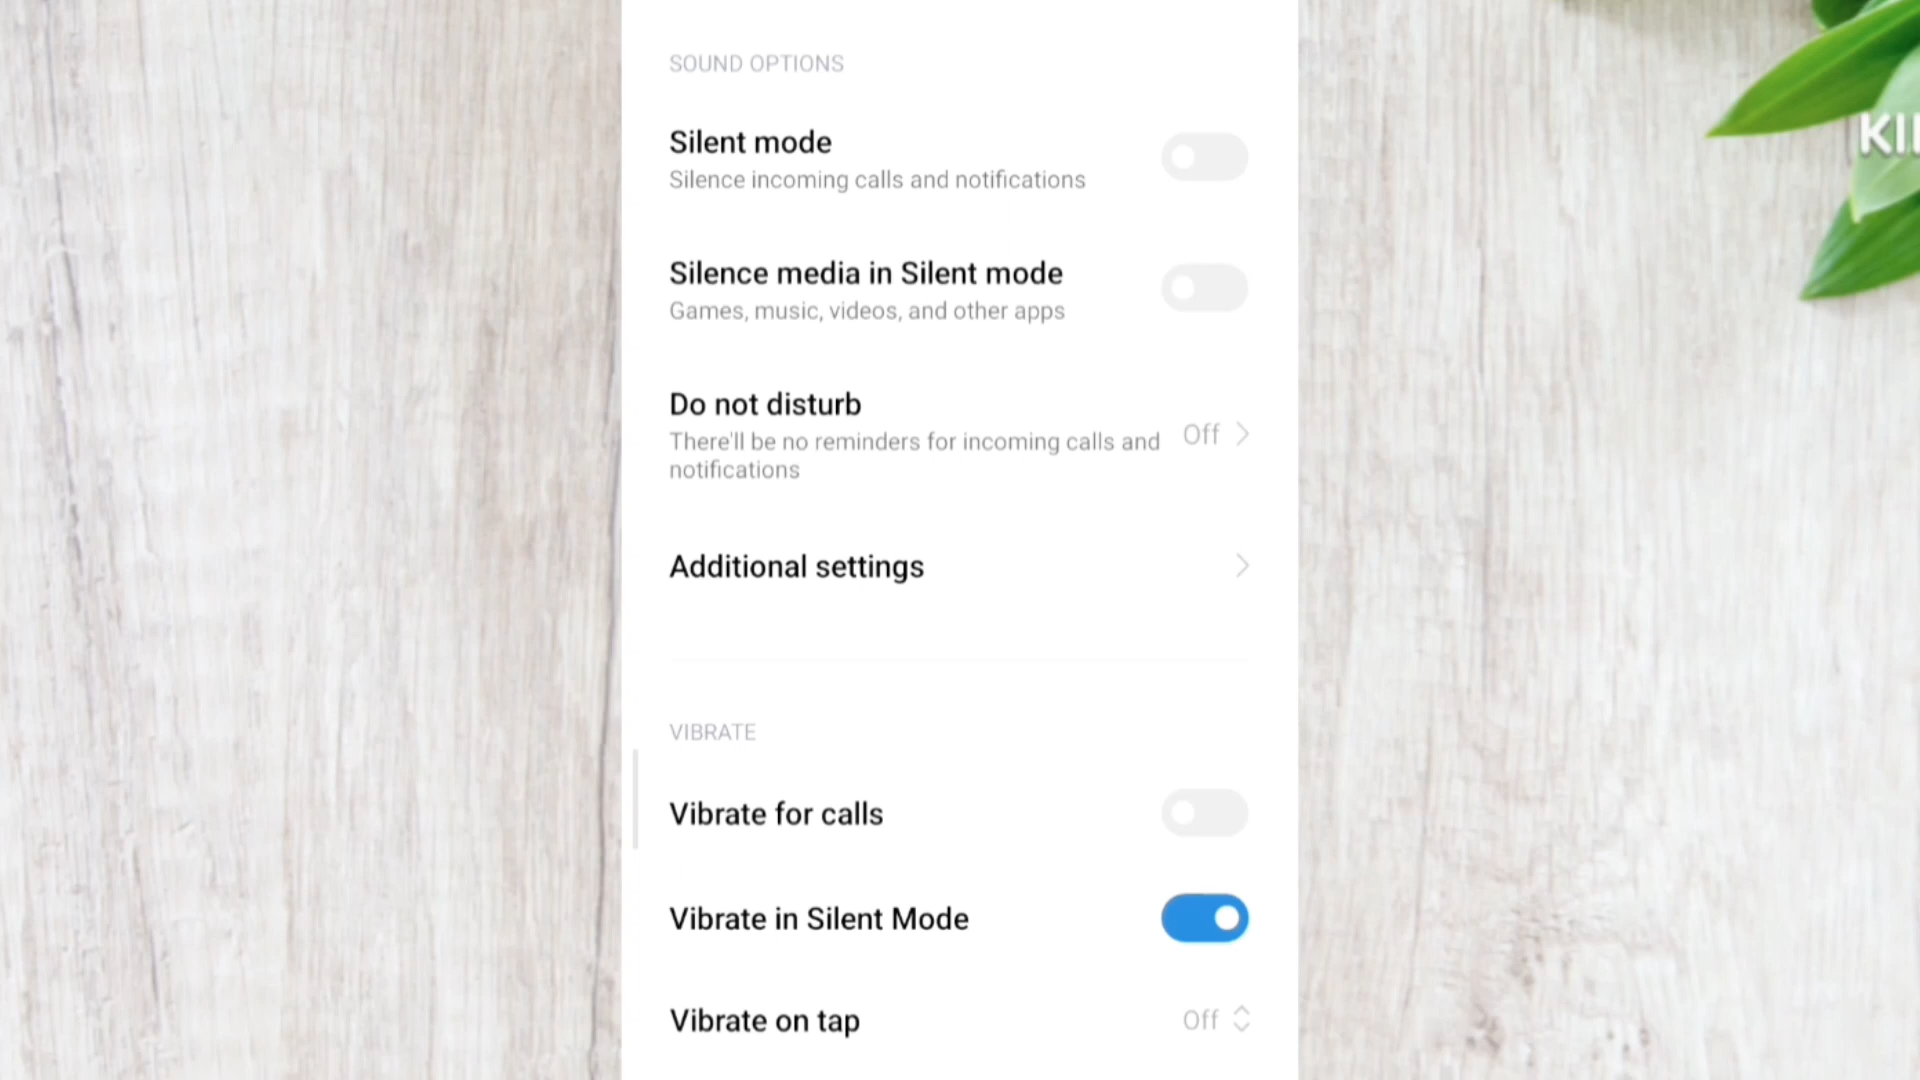 SOUND OPTIONS
Silent mode
Silence incoming calls and notifications
Silence media in Silent mode
Games, music, videos, and other apps
Do not disturb
There'll be no reminders for incoming calls and
notifications
Off
Additional settings
VIBRATE
Vibrate for calls
Vibrate in Silent Mode
Vibrate on tap
Off